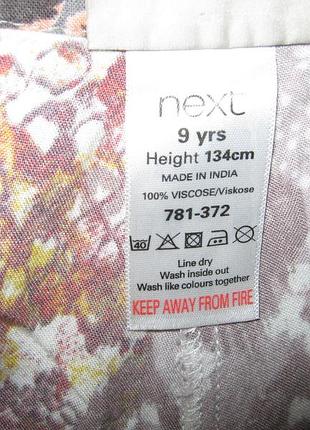 next
9 yrs
Height 134cm
MADE IN INDIA
100% VISCOSE/Viskose
781-372
40
Line dry
Wash inside out
Wash like colours together
KEEP AWAY FROM FIRE